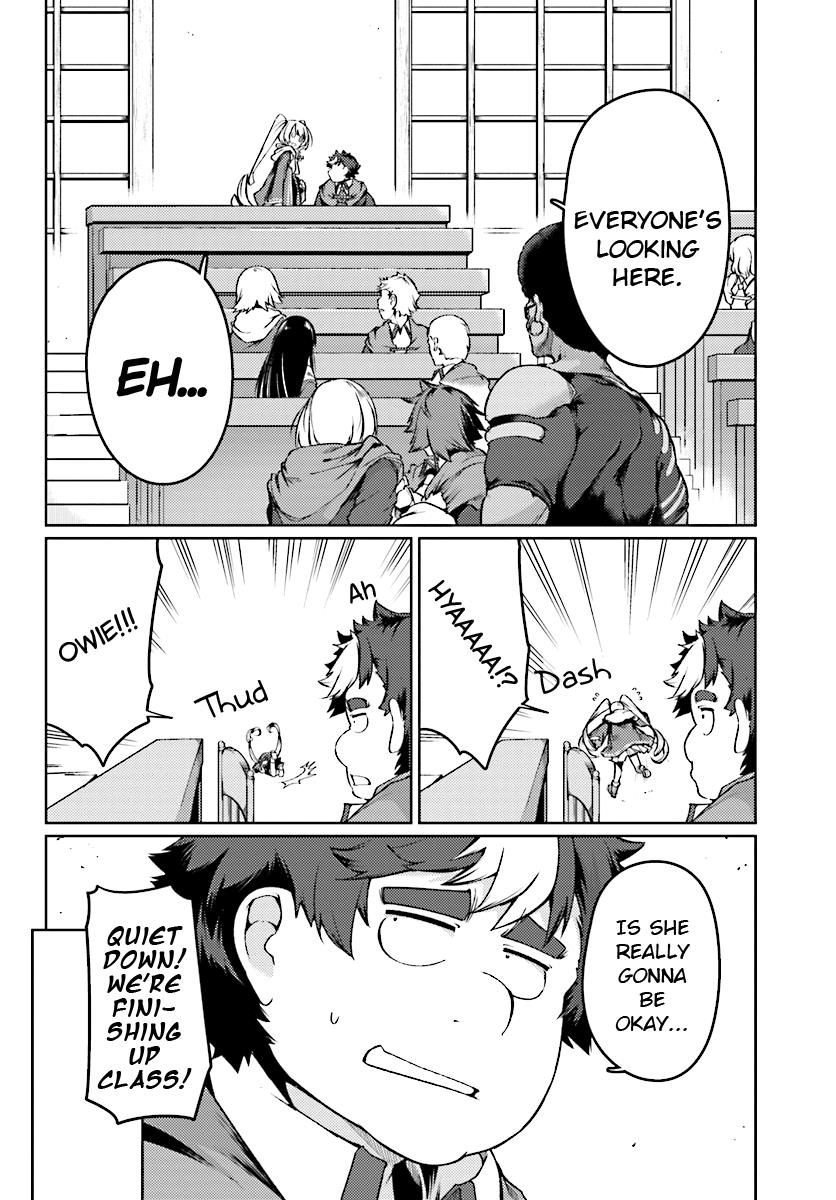 EVERYONE'S
LOOKING
HERE.
EH...
HYAAAAA!?
Dash
Ah
Thud
OWIE!!!
IS SHE
REALLY
GONNA
BE
OKAY...
QUIET
DOWN!
WE'RE
FINI-
SHING
UP
CLASS!